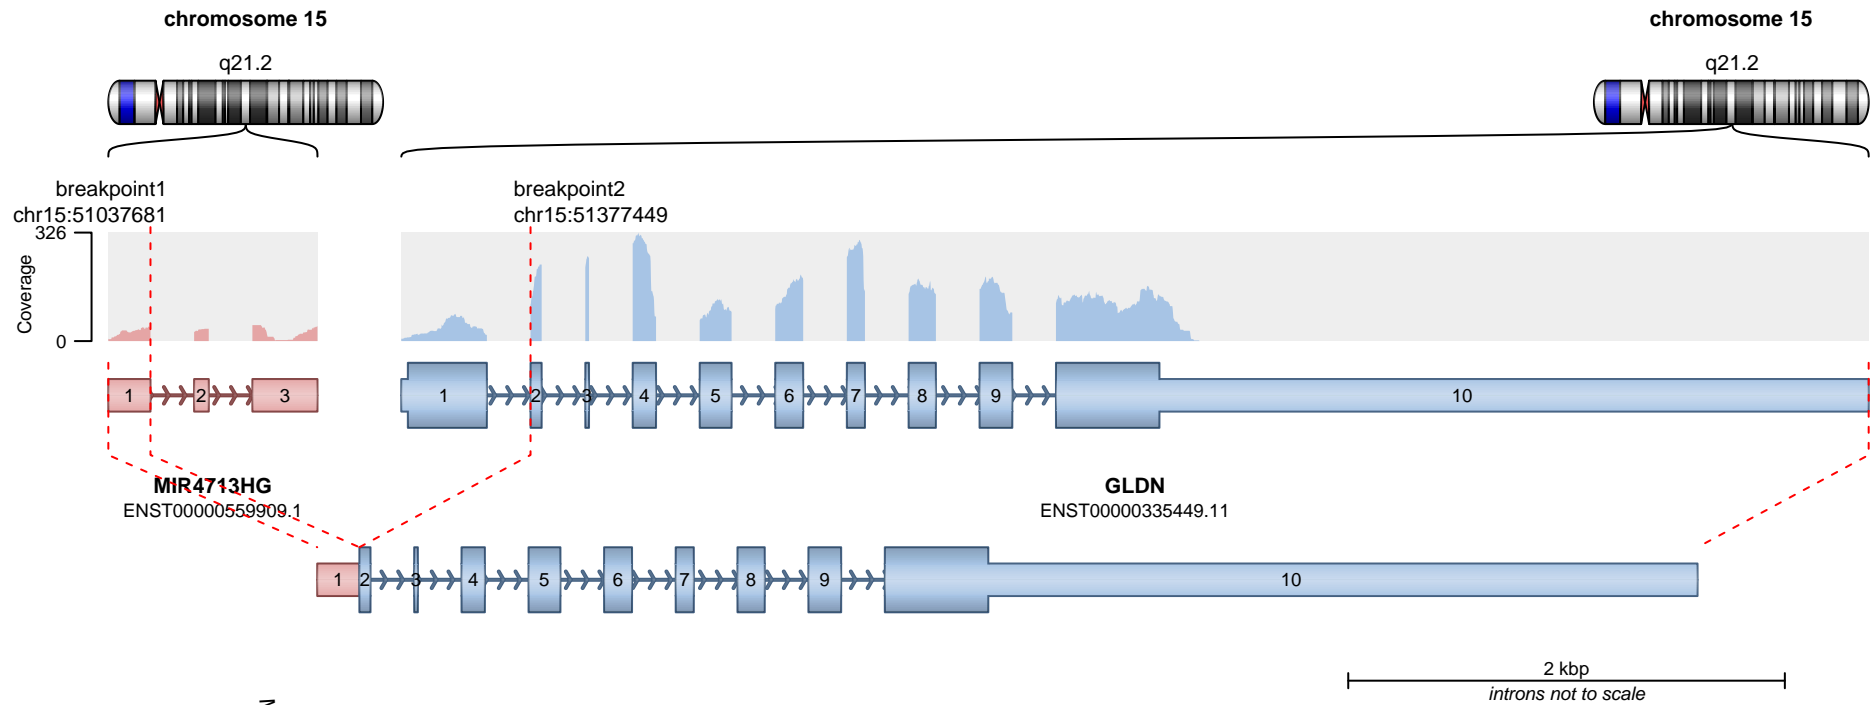 chromosome 15
chromosome 15
q21.2
q21.2
breakpoint1
chr15:51037681
breakpoint2
chr15:51377449
326
0
Coverage
1 2 3
1 2 3 4 5 6 7 8 9 10
MIR4713HG
ENST00000559909.1
GLDN
ENST00000335449.11
1 2 3 4 5 6 7 8 9 10
2 kbp
introns not to scale